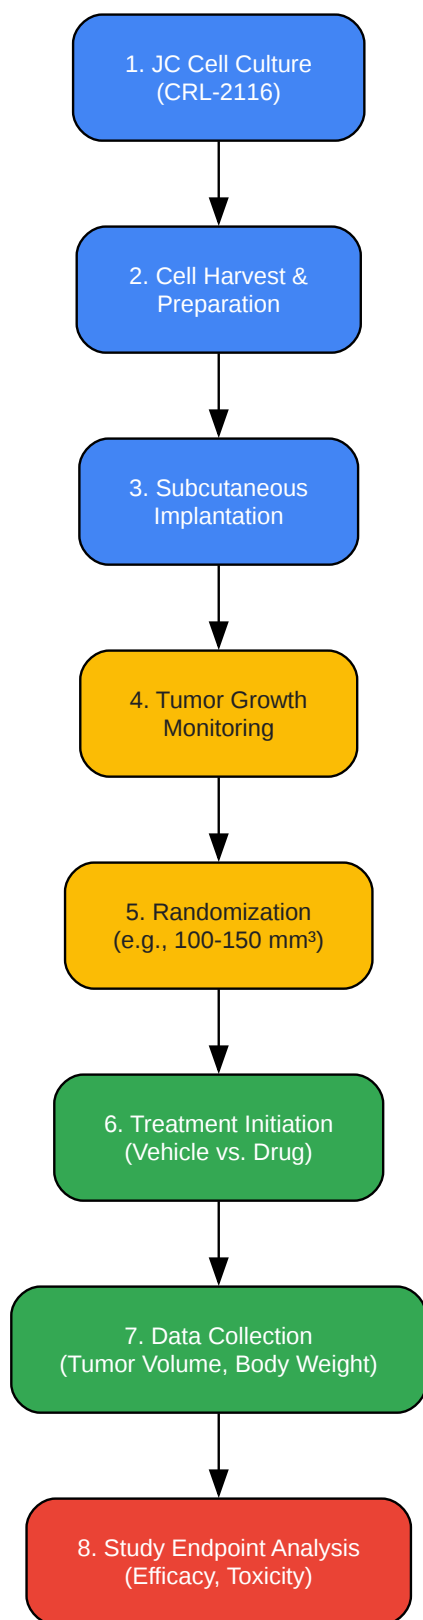 1. JC Cell Culture
(CRL-2116)
2. Cell Harvest &
Preparation
3. Subcutaneous
Implantation
4. Tumor Growth
Monitoring
5. Randomization
(e.g., 100-150 mm³)
6. Treatment Initiation
(Vehicle vs. Drug)
7. Data Collection
(Tumor Volume, Body Weight)
8. Study Endpoint Analysis
(Efficacy, Toxicity)